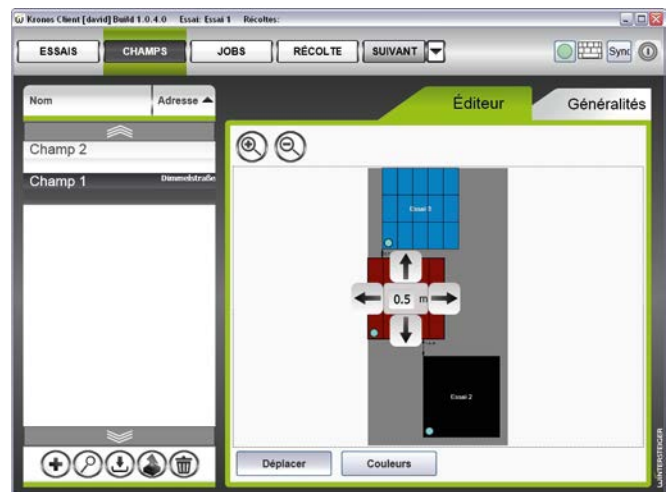 Kronos Client [david] Build 1.0.4.0 Essai: Essai 1 Récoltes:
ESSAIS CHAMPS JOBS RÉCOLTE SUIVANT Sync
Nom Adresse
Éditeur Généralités
Champ 2
Champ 1 Dimmelstraße
Essai 3
0.5 m
Essai 2
Déplacer Couleurs
WINTERSTEIGER